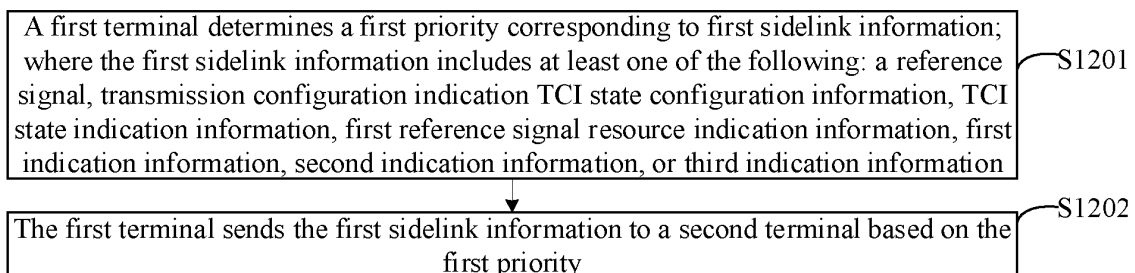 A first terminal determines a first priority corresponding to first sidelink information;
where the first sidelink information includes at least one of the following: a reference
signal, transmission configuration indication TCI state configuration information, TCI
state indication information, first reference signal resource indication information, first
indication information, second indication information, or third indication information
S1201
The first terminal sends the first sidelink information to a second terminal based on the
first priority
S1202